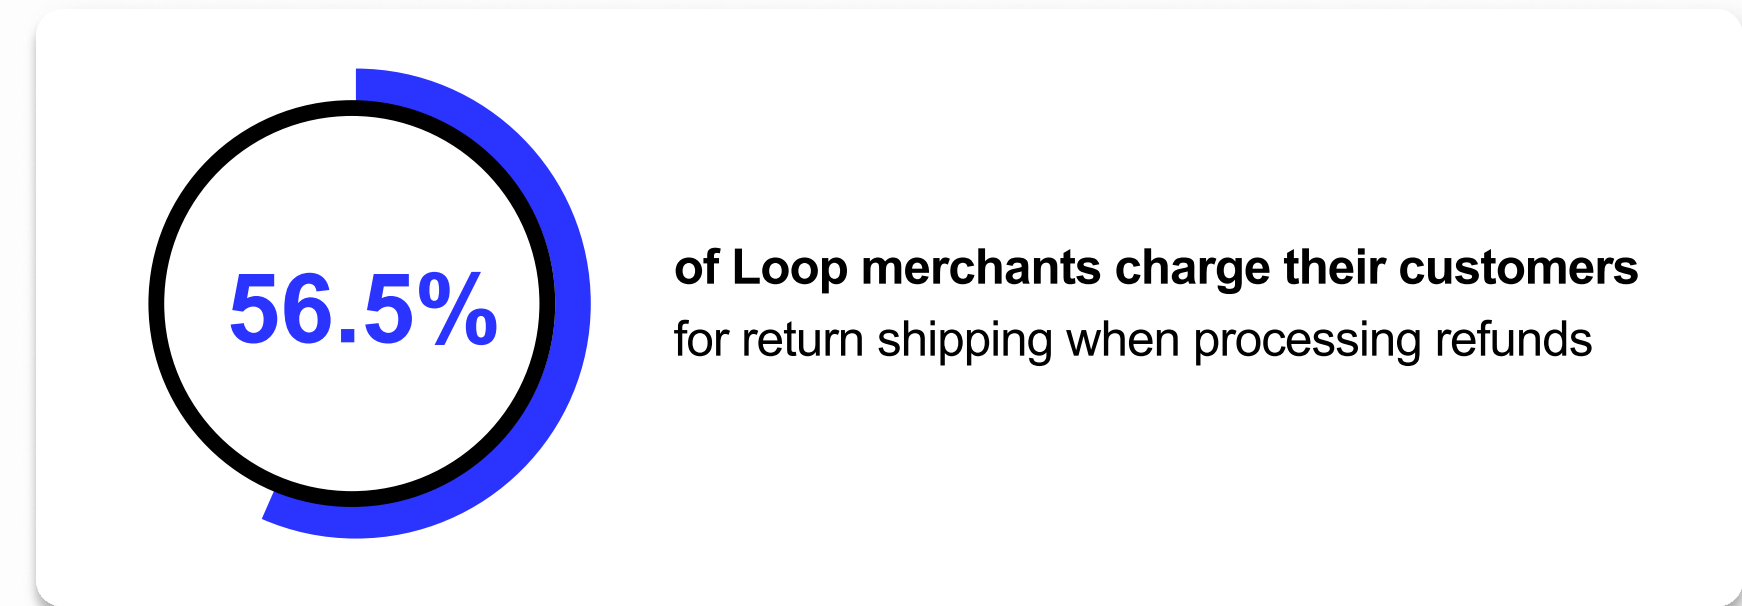 56.5%
of Loop merchants charge their customers
for return shipping when processing refunds